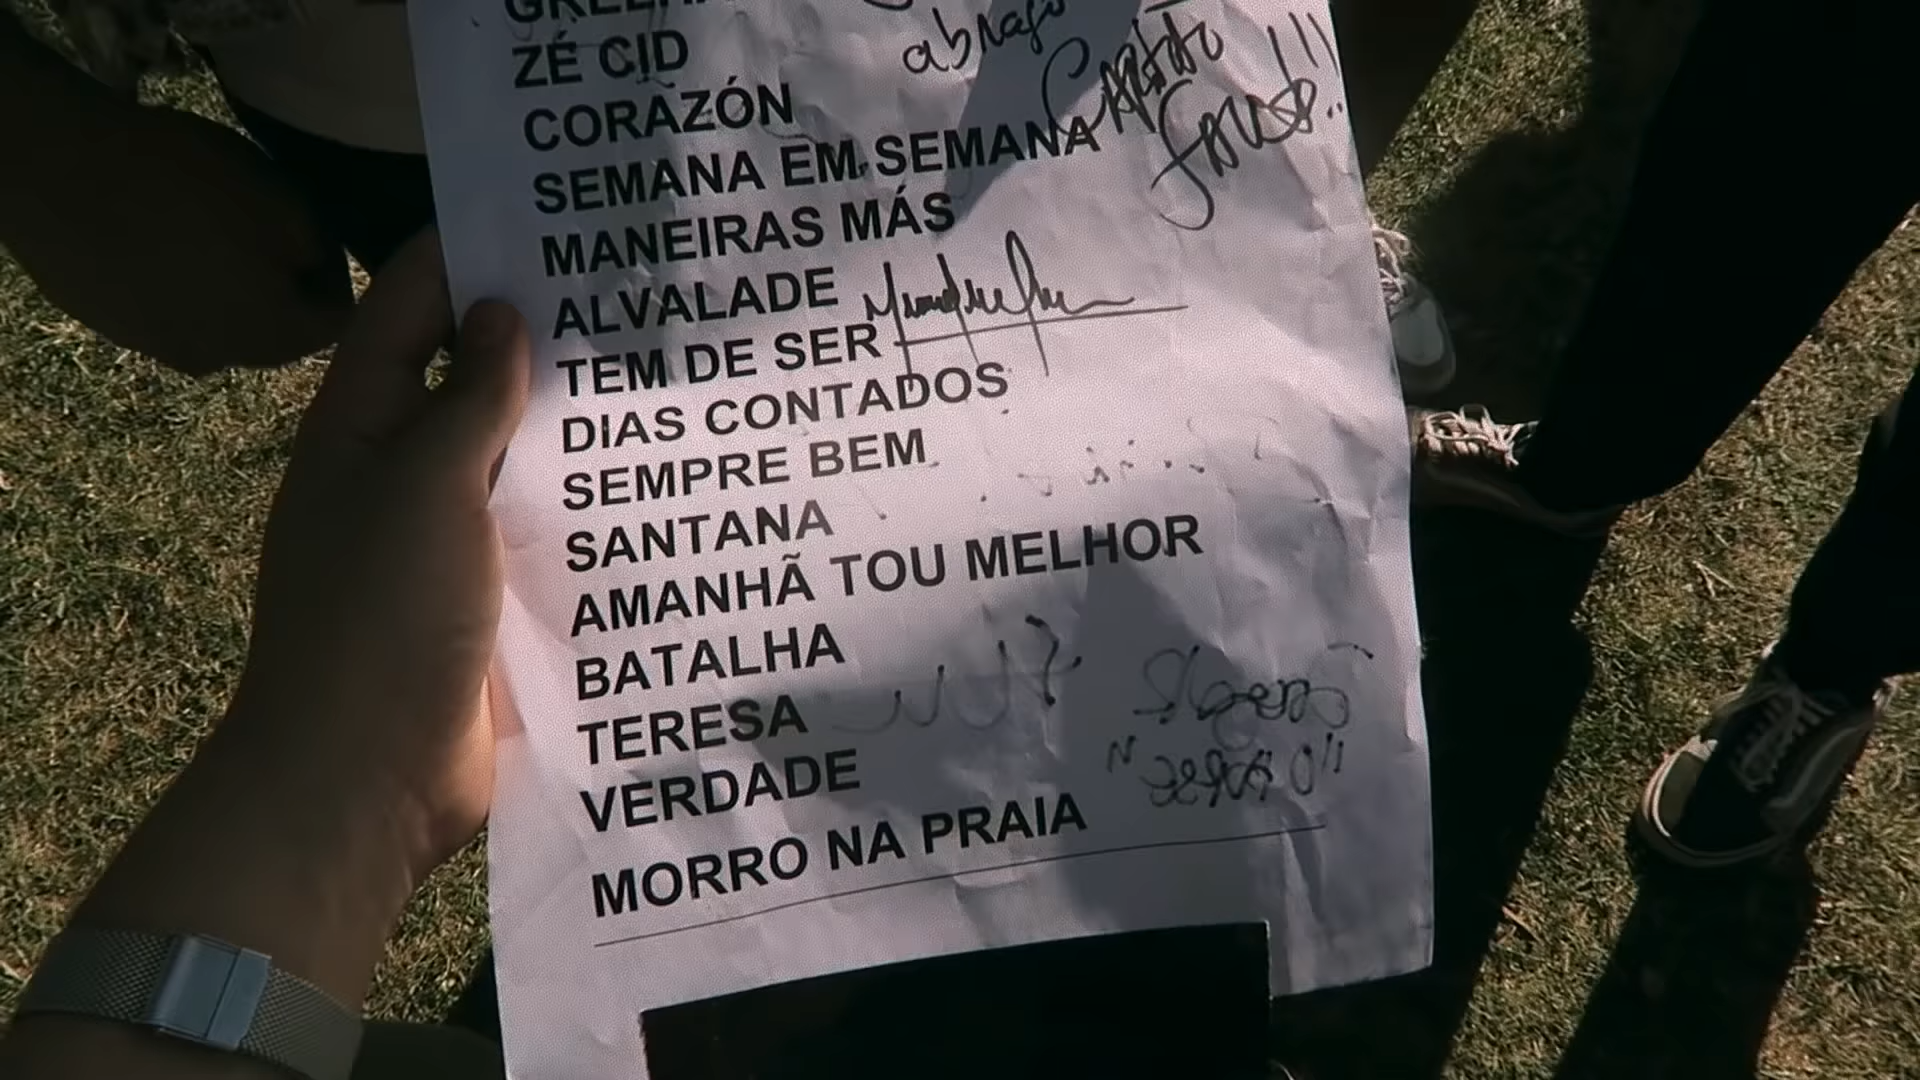 ZÉ CID
abraço
CORAZÓN
SEMANA EM SEMANA
MANEIRAS MÁS
ALVALADE
TEM DE SER
DIAS CONTADOS
SEMPRE BEM
SANTANA
AMANHÃ TOU MELHOR
BATALHA
TERESA
VERDADE
MORRO NA PRAIA